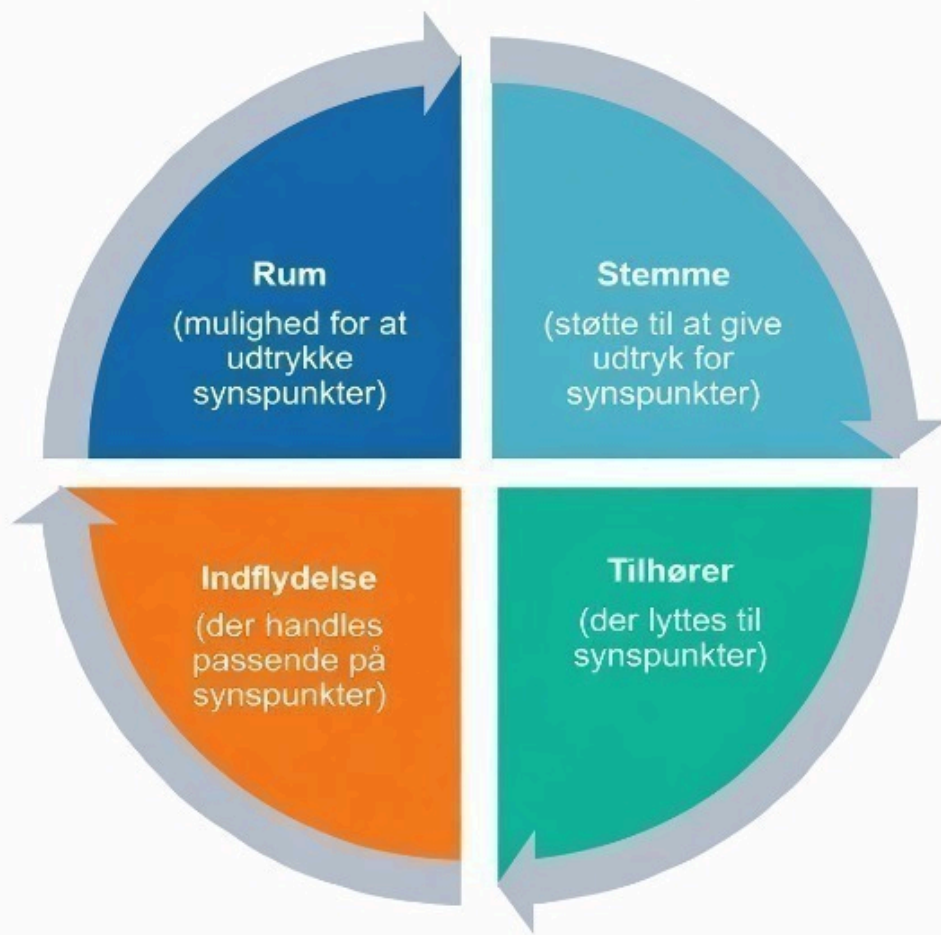 Rum
(mulighed for at
udtrykke
synspunkter)
Stemme
(støtte til at give
udtryk for
synspunkter)
Tilhører
(der lyttes til
synspunkter)
Indflydelse
(der handles
passende på
synspunkter)